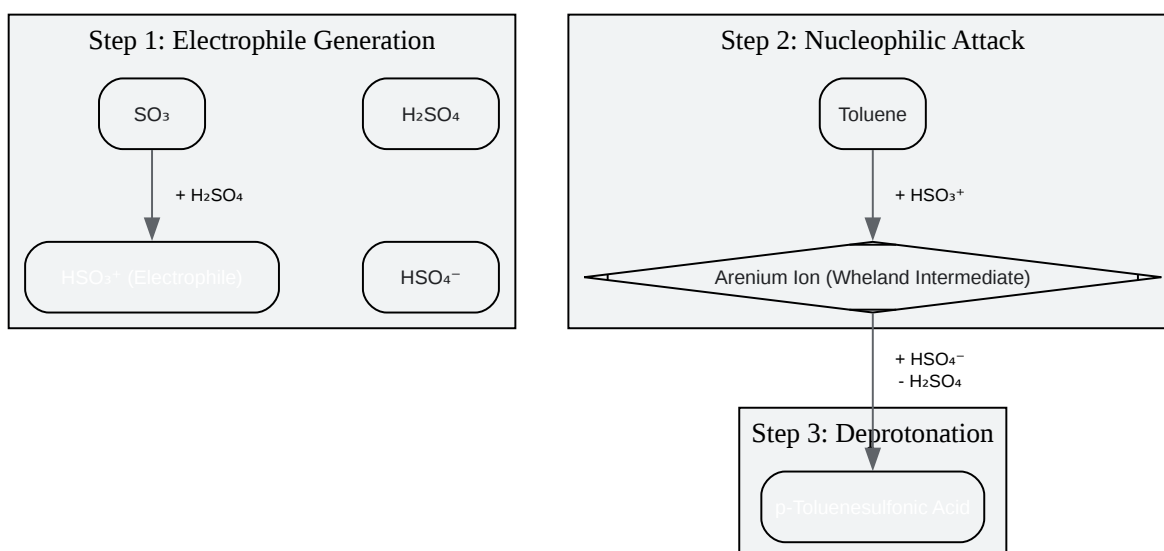 Step 1: Electrophile Generation
SO₃
H₂SO₄
+ H₂SO₄
HSO₃⁺ (Electrophile)
HSO₄⁻
Step 2: Nucleophilic Attack
Toluene
+ HSO₃⁺
Arenium Ion (Wheland Intermediate)
+ HSO₄⁻
- H₂SO₄
Step 3: Deprotonation
p-Toluenesulfonic Acid